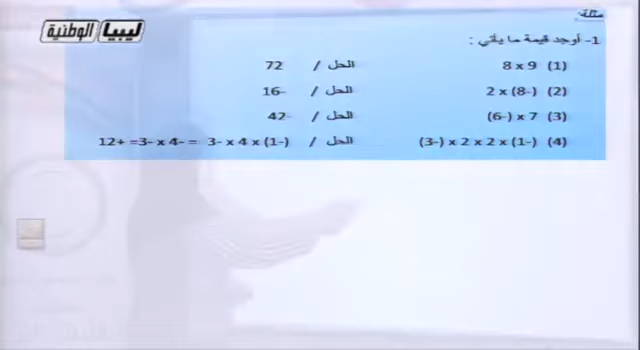 ليبيا الوطنية
مثلة
1- أوجد قيمة ما يأتي :
(1) 8 x 9 الحل / 72
(2) 2 x (8-) الحل / 16-
(3) (6-) x 7 الحل / 42-
(4) (3-) x 2 x 2 x (1-) الحل / 3- x 4 x (1-) = 3- x 4- =12+